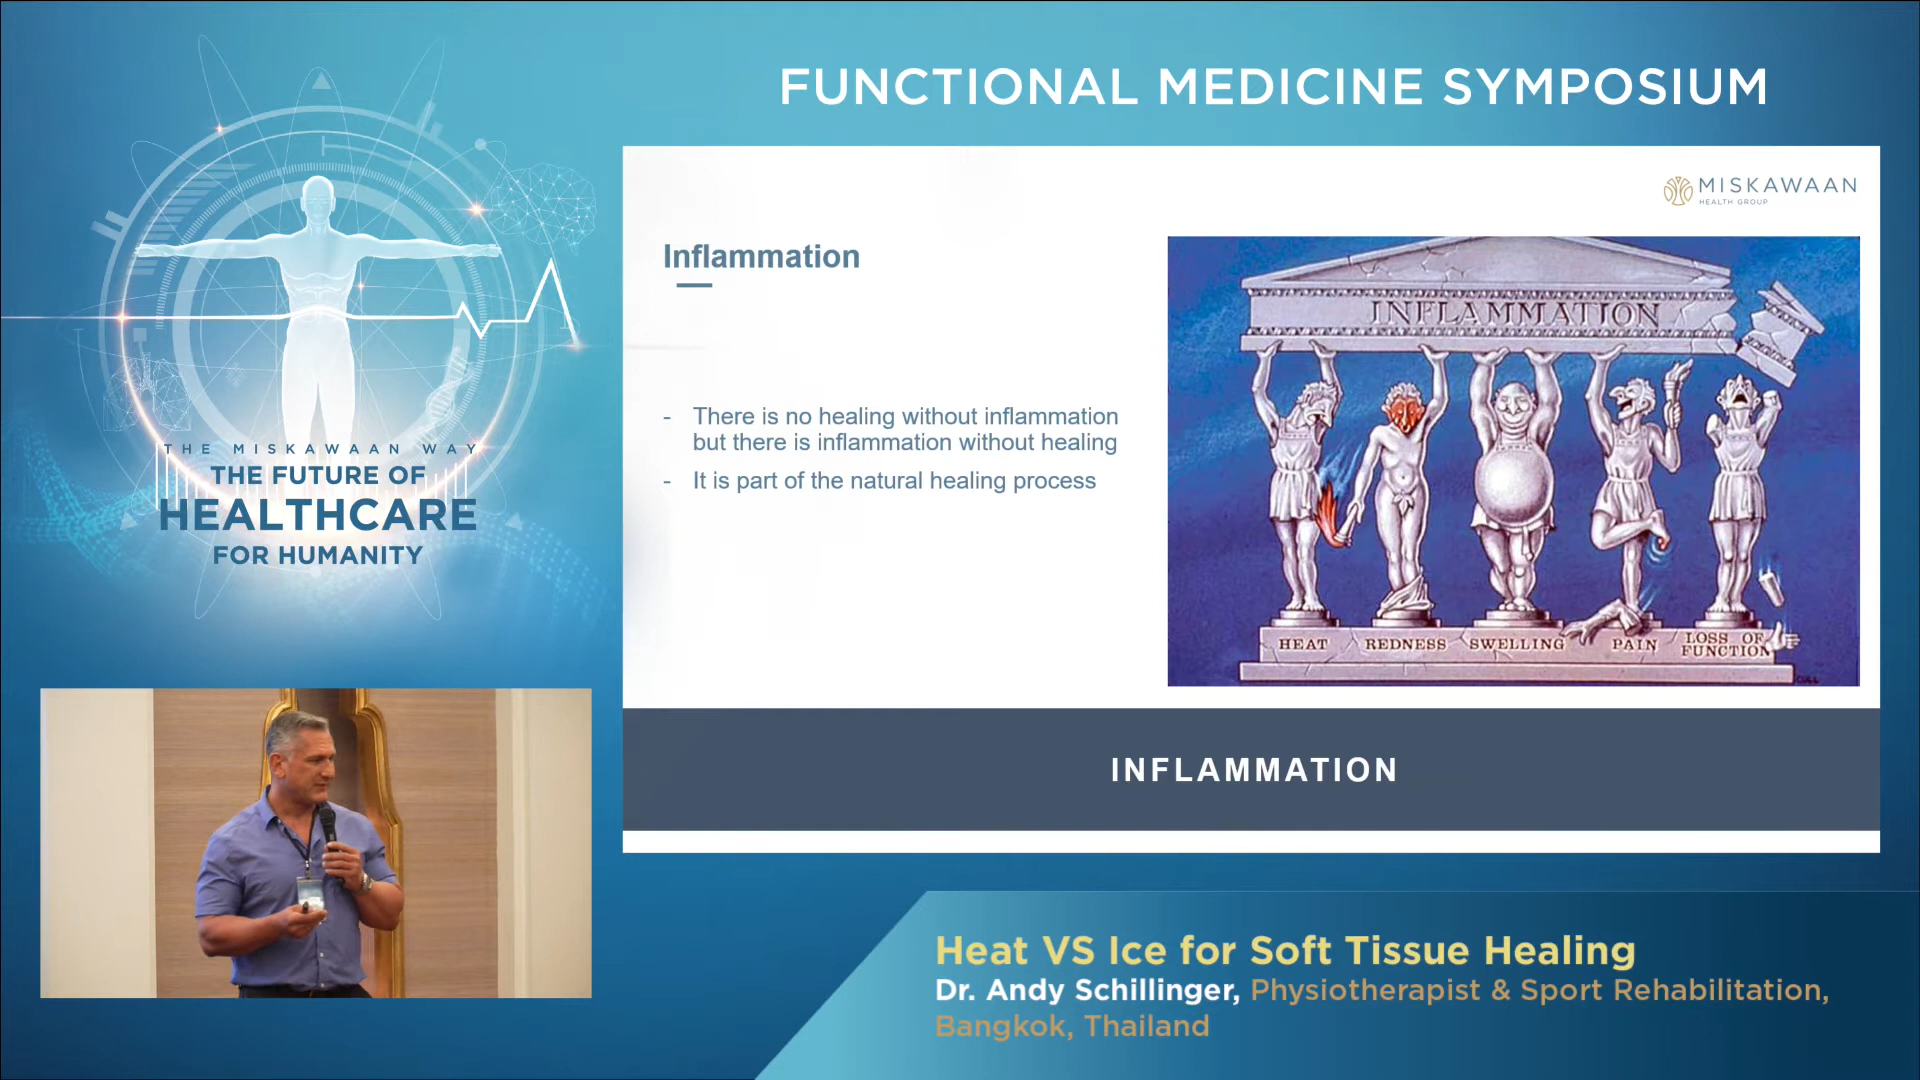 FUNCTIONAL MEDICINE SYMPOSIUM
MISKAWAAN
HEALTH GROUP
Inflammation
- There is no healing without inflammation
but there is inflammation without healing
- It is part of the natural healing process
INFLAMMATION
HEAT REDNESS SWELLING PAIN LOSS OF
FUNCTION
INFLAMMATION
THE MISKAWAAN WAY
THE FUTURE OF
HEALTHCARE
FOR HUMANITY
Heat VS Ice for Soft Tissue Healing
Dr. Andy Schillinger, Physiotherapist & Sport Rehabilitation,
Bangkok, Thailand